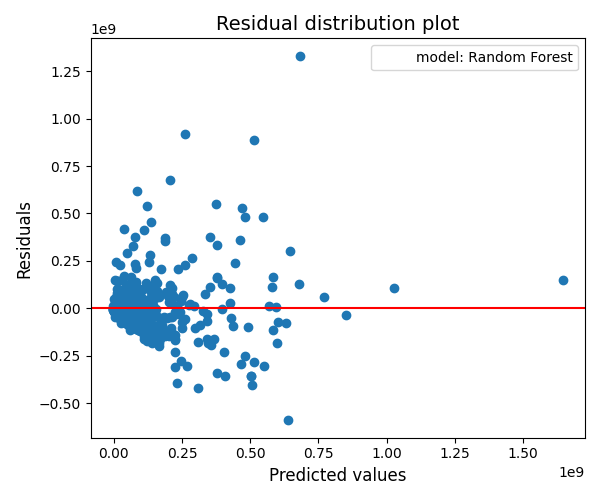 Residual distribution plot
1e9
model: Random Forest
1.25
1.00
0.75
0.50
0.25
0.00
−0.25
−0.50
Residuals
0.00 0.25 0.50 0.75 1.00 1.25 1.50
1e9
Predicted values